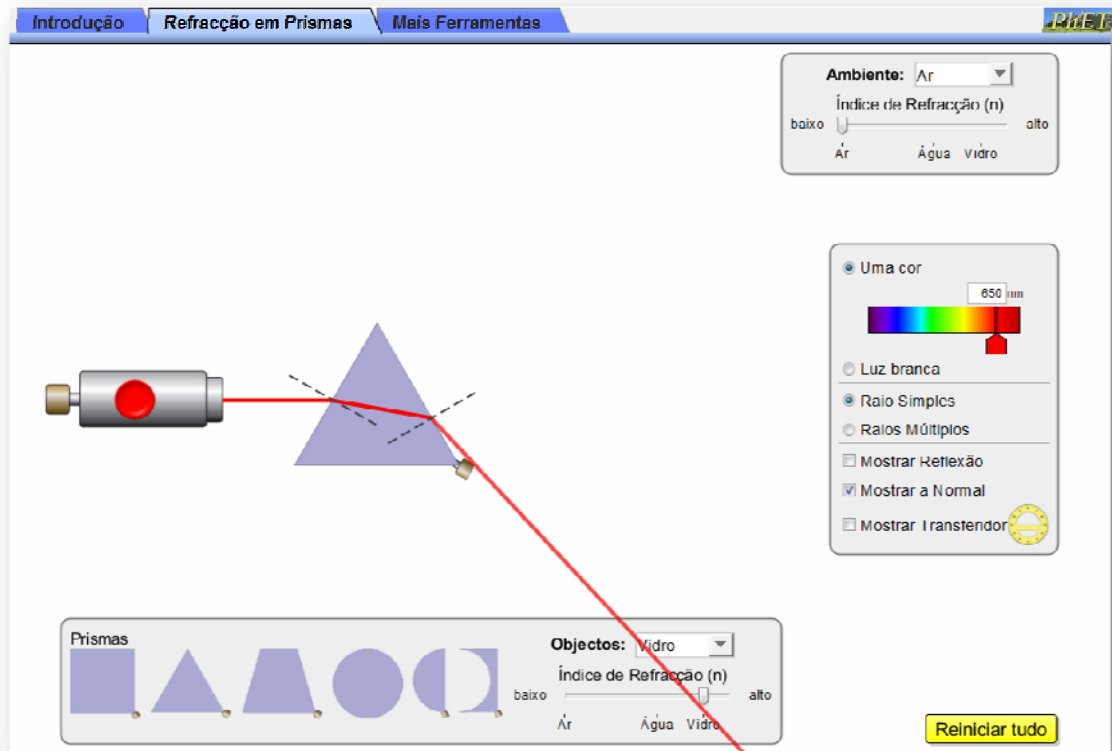 Introdução
Refracção em Prismas
Mais Ferramentas
PhET
Ambiente: Ar
Índice de Refracção (n)
baixo alto
Ar Água Vidro
Uma cor
650 nm
Luz branca
Raio Simples
Raios Múltiplos
Mostrar Reflexão
Mostrar a Normal
Mostrar Transferidor
Prismas
Objectos: Vidro
Índice de Refracção (n)
baixo alto
Ar Água Vidro
Reiniciar tudo